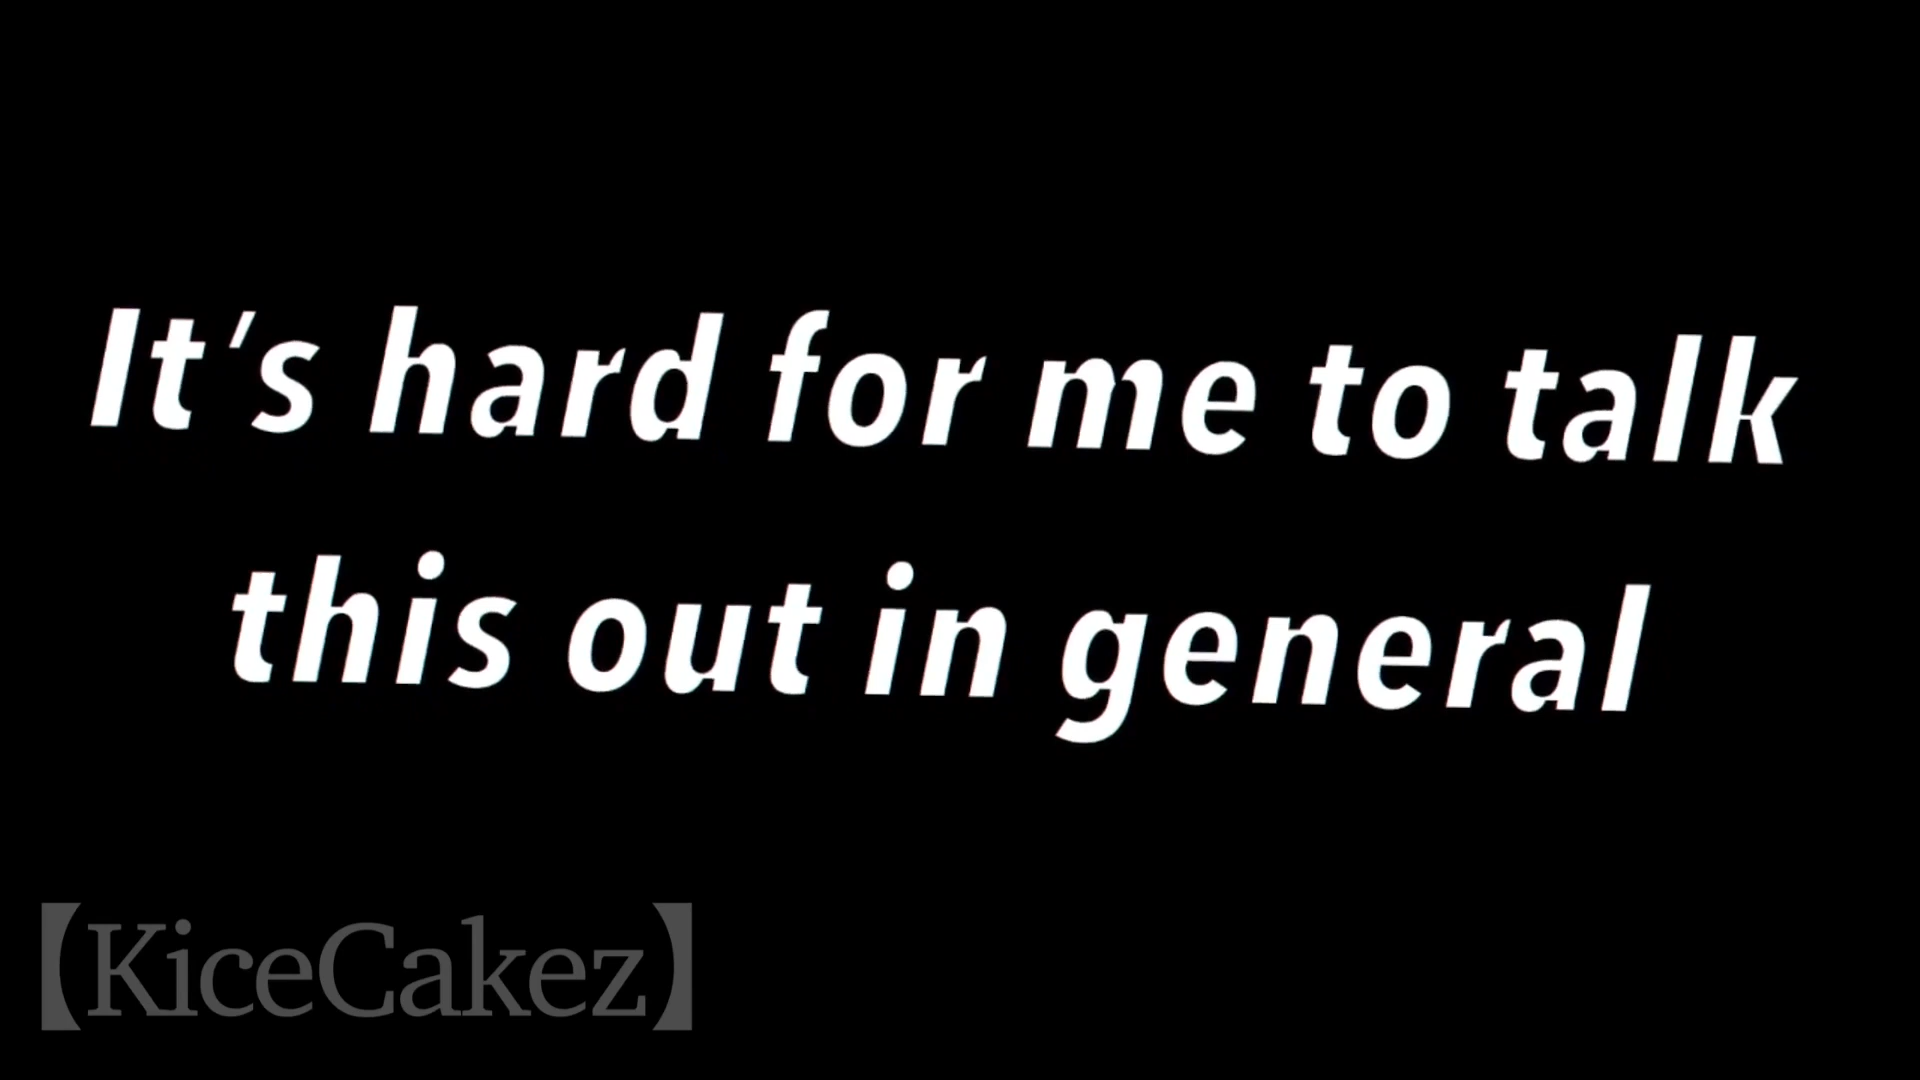 It's hard for me to talk
this out in general
【KiceCakez】